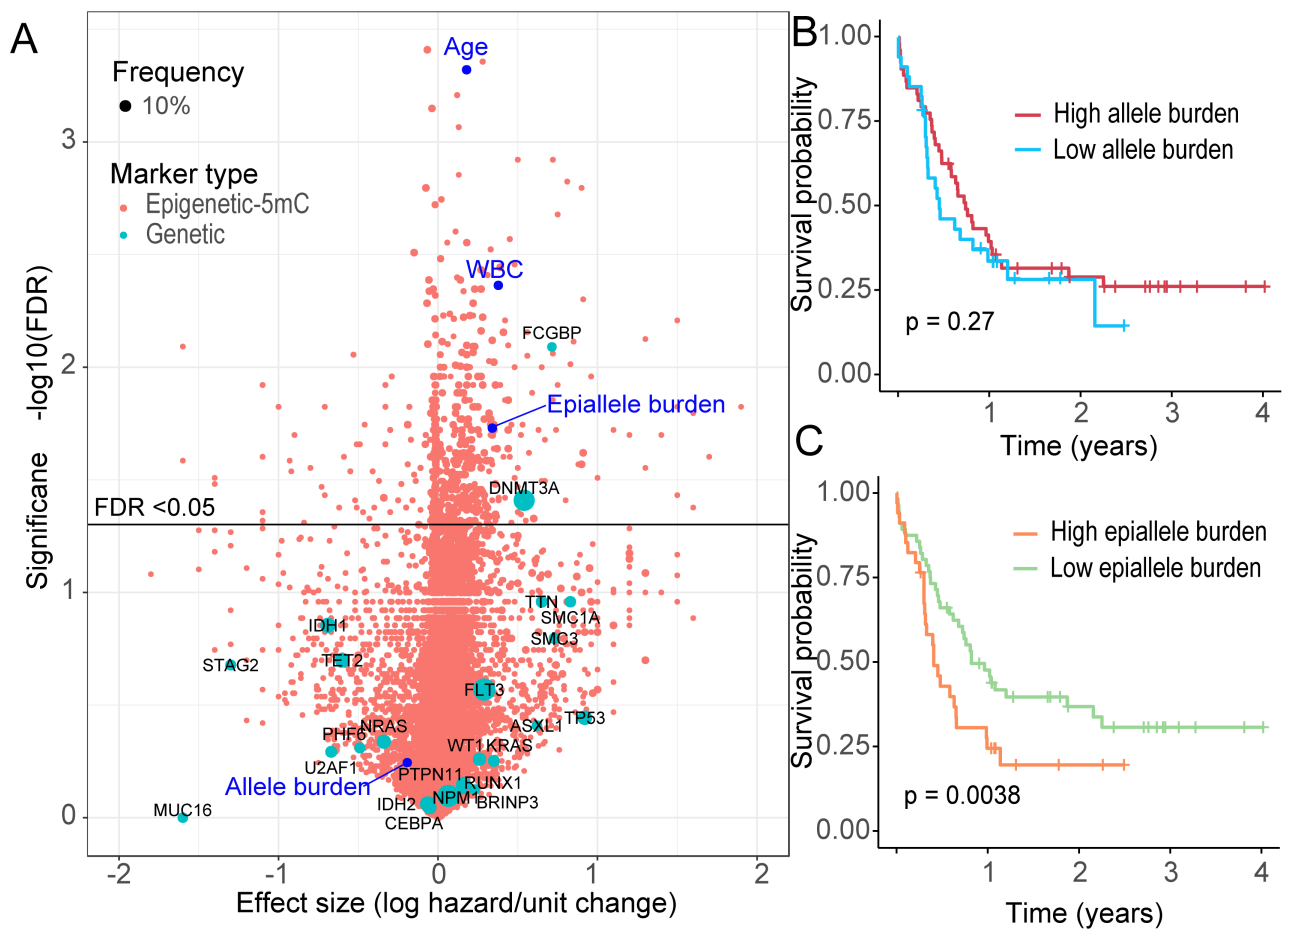 A
Frequency
10%
Marker type
Epigenetic-5mC
Genetic
Age
WBC
FCGBP
Epiallele burden
DNMT3A
FDR <0.05
TTN
SMC1A
SMC3
IDH1
TET2
STAG2
FLT3
TP53
ASXL1
NRAS
PHF6
U2AF1
WT1
KRAS
Allele burden
PTPN11
RUNX1
NPM1
BRINP3
IDH2
CEBPA
MUC16
Significane -log10(FDR)
3
2
1
0
-2 -1 0 1 2
Effect size (log hazard/unit change)
B
Survival probability
1.00
0.75
0.50
0.25
0.00
High allele burden
Low allele burden
p = 0.27
1 2 3 4
Time (years)
C
Survival probability
1.00
0.75
0.50
0.25
0.00
High epiallele burden
Low epiallele burden
p = 0.0038
1 2 3 4
Time (years)